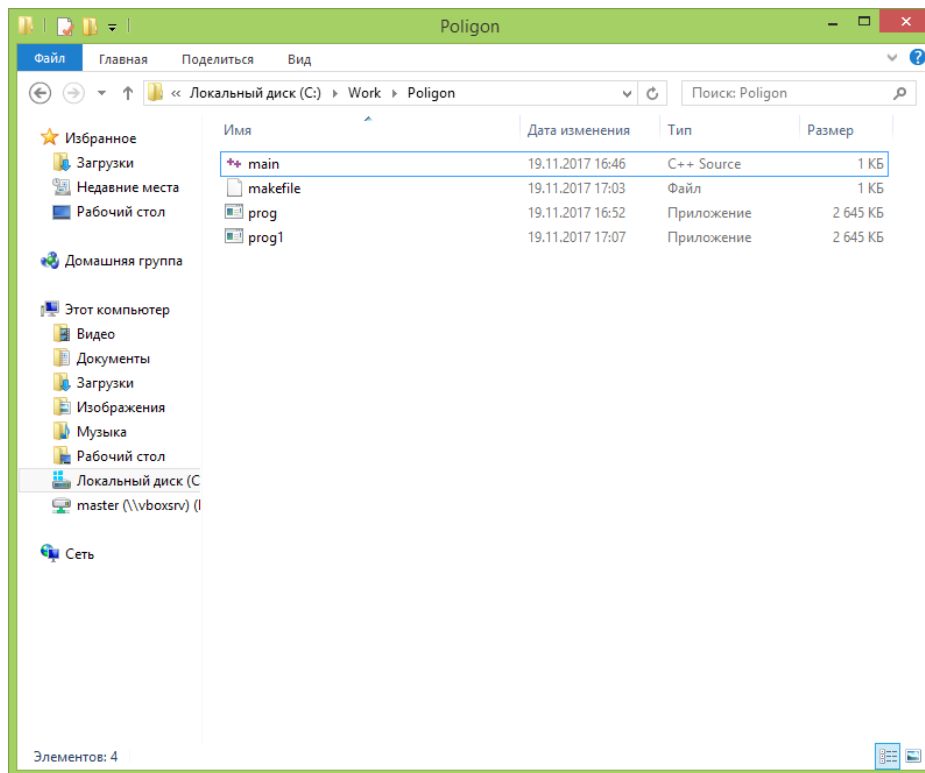 Poligon
Файл Главная Поделиться Вид
« Локальный диск (C:) Work Poligon Поиск: Poligon
Имя Дата изменения Тип Размер
main 19.11.2017 16:46 C++ Source 1 КБ
makefile 19.11.2017 17:03 Файл 1 КБ
prog 19.11.2017 16:52 Приложение 2 645 КБ
prog1 19.11.2017 17:07 Приложение 2 645 КБ
Избранное
Загрузки
Недавние места
Рабочий стол
Домашняя группа
Этот компьютер
Видео
Документы
Загрузки
Изображения
Музыка
Рабочий стол
Локальный диск (C
master (\\vboxsrv) (
Сеть
Элементов: 4